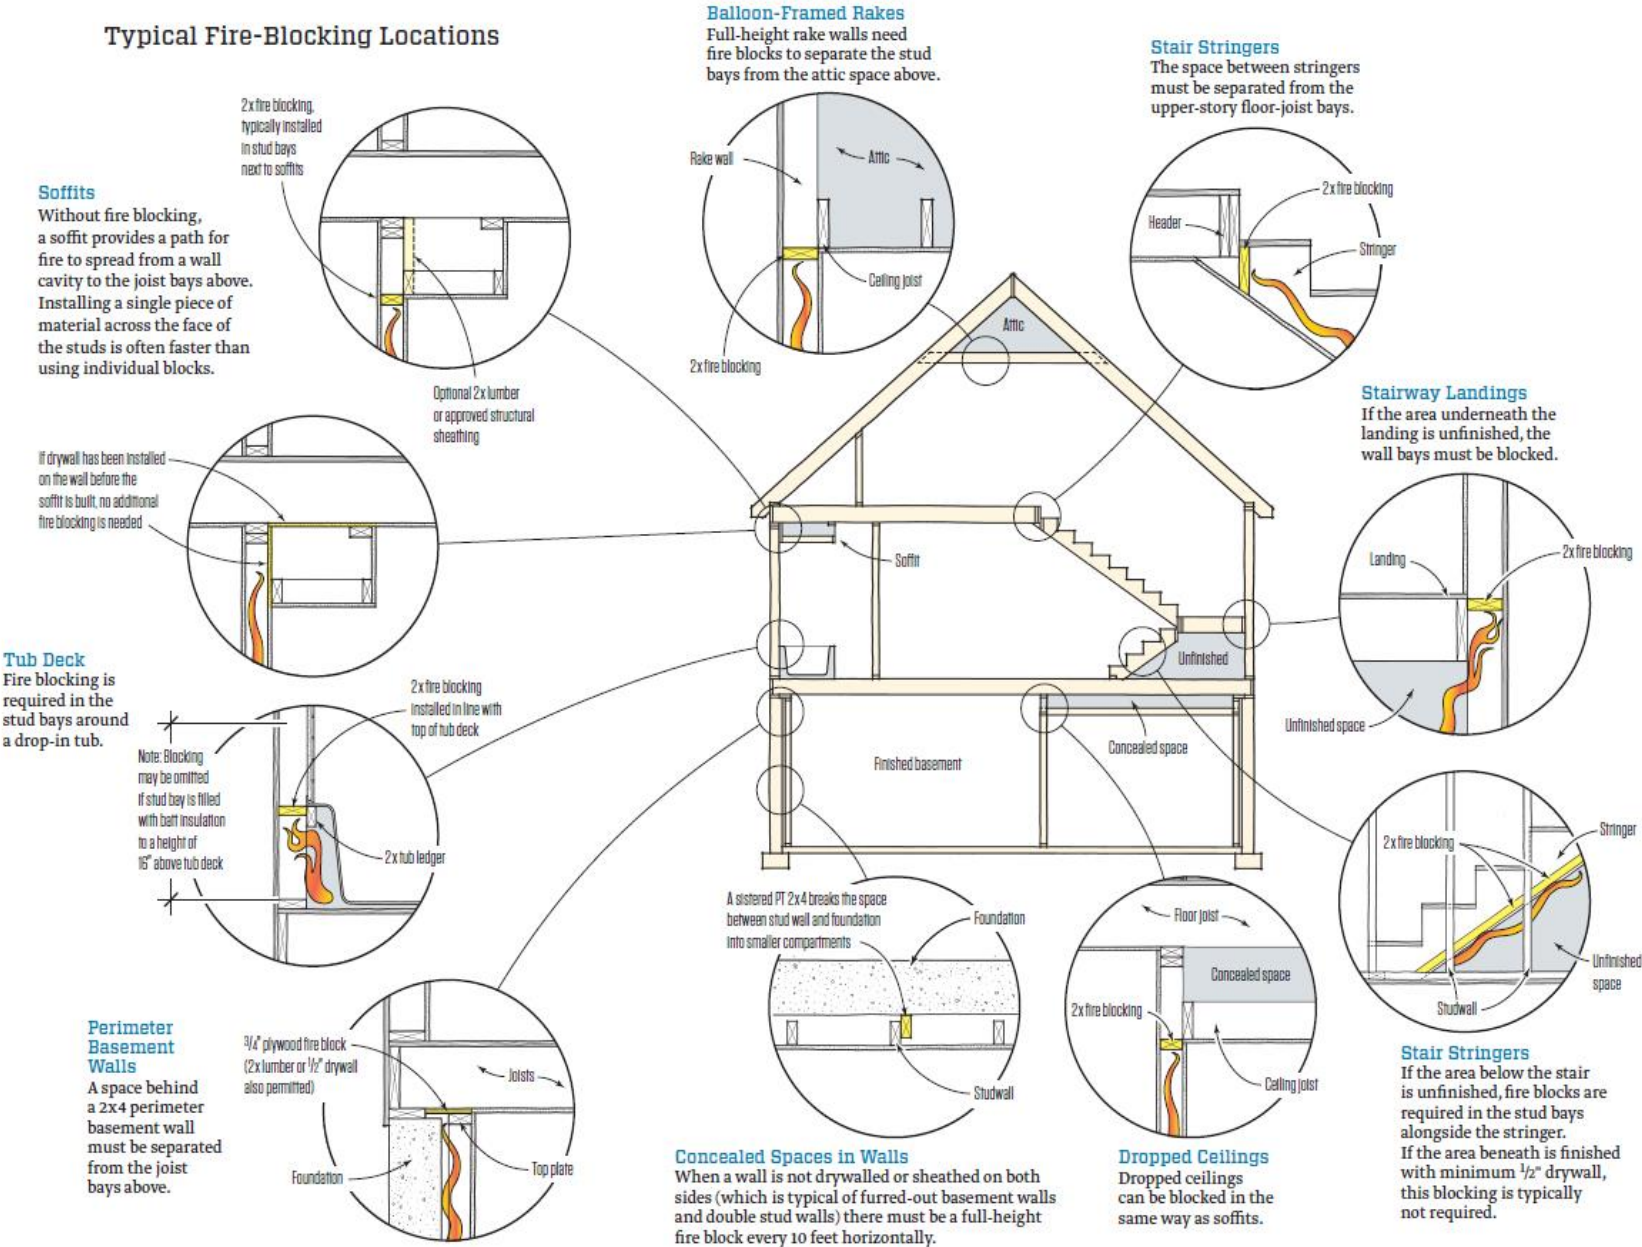 Typical Fire-Blocking Locations
Balloon-Framed Rakes
Full-height rake walls need
fire blocks to separate the stud
bays from the attic space above.
Stair Stringers
The space between stringers
must be separated from the
upper-story floor-joist bays.
2x fire blocking,
typically installed
in stud bays
next to soffits
Soffits
Without fire blocking,
a soffit provides a path for
fire to spread from a wall
cavity to the joist bays above.
Installing a single piece of
material across the face of
the studs is often faster than
using individual blocks.
Optional 2x lumber
or approved structural
sheathing
Rake wall
Attic
Ceiling joist
2x fire blocking
2x fire blocking
Header
Stringer
Attic
Stairway Landings
If the area underneath the
landing is unfinished, the
wall bays must be blocked.
If drywall has been installed
on the wall before the
soffit is built, no additional
fire blocking is needed
Soffit
Unfinished
Landing
2x fire blocking
Unfinished space
Tub Deck
Fire blocking is
required in the
stud bays around
a drop-in tub.
2x fire blocking
installed in line with
top of tub deck
Note: Blocking
may be omitted
if stud bay is filled
with batt insulation
to a height of
16" above tub deck
2x tub ledger
Finished basement
Concealed space
2x fire blocking
Stringer
Unfinished
space
Studwall
A sistered PT 2x4 breaks the space
between stud wall and foundation
into smaller compartments
Foundation
Studwall
Floor joist
Concealed space
2x fire blocking
Ceiling joist
Perimeter
Basement
Walls
A space behind
a 2x4 perimeter
basement wall
must be separated
from the joist
bays above.
3/4" plywood fire block
(2x lumber or 1/2" drywall
also permitted)
Joists
Foundation
Top plate
Concealed Spaces in Walls
When a wall is not drywalled or sheathed on both
sides (which is typical of furred-out basement walls
and double stud walls) there must be a full-height
fire block every 10 feet horizontally.
Dropped Ceilings
Dropped ceilings
can be blocked in the
same way as soffits.
Stair Stringers
If the area below the stair
is unfinished, fire blocks are
required in the stud bays
alongside the stringer.
If the area beneath is finished
with minimum 1/2" drywall,
this blocking is typically
not required.